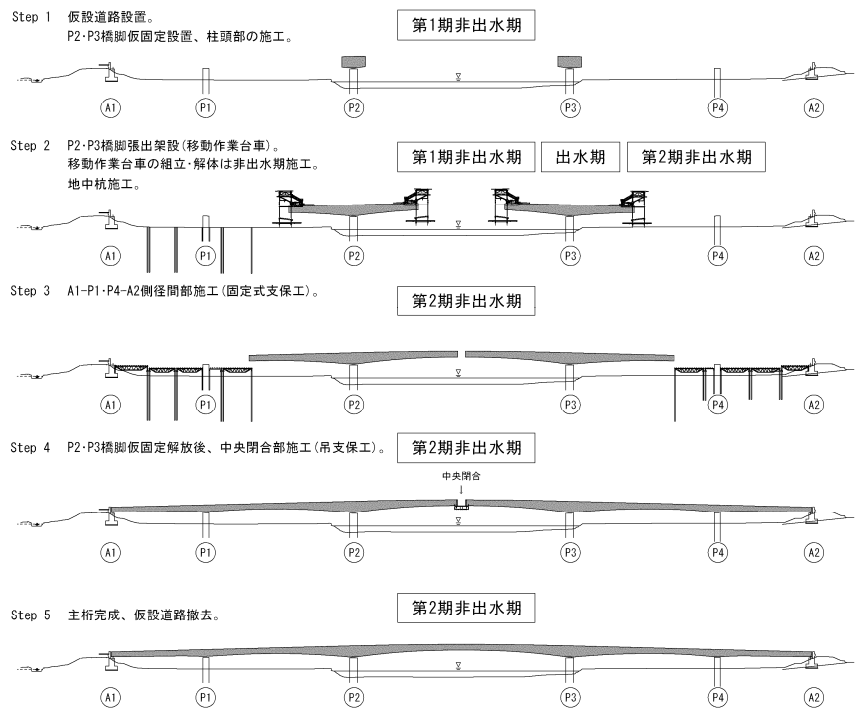 Step 1 仮設道路設置。
P2･P3橋脚仮固定設置、柱頭部の施工。
第1期非出水期
A1 P1 P2 P3 P4 A2
Step 2 P2･P3橋脚張出架設(移動作業台車)。
移動作業台車の組立･解体は非出水期施工。
地中杭施工。
第1期非出水期 出水期 第2期非出水期
A1 P1 P2 P3 P4 A2
Step 3 A1-P1･P4-A2側径間部施工(固定式支保工)。
第2期非出水期
A1 P1 P2 P3 P4 A2
Step 4 P2･P3橋脚仮固定解放後、中央閉合部施工(吊支保工)。
第2期非出水期
中央閉合
A1 P1 P2 P3 P4 A2
Step 5 主桁完成、仮設道路撤去。
第2期非出水期
A1 P1 P2 P3 P4 A2